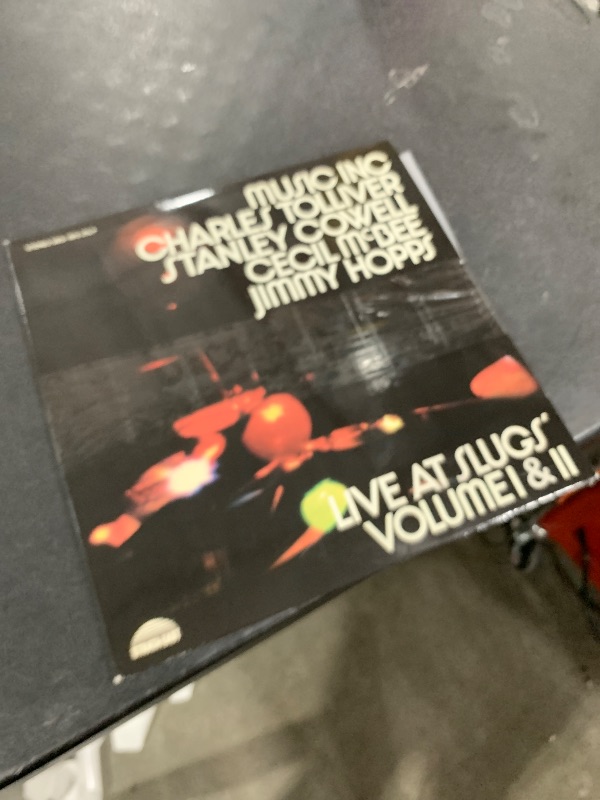 MUSIC INC
CHARLES TOLLIVER
STANLEY COWELL
CECIL McBEE
JIMMY HOPPS
LIVE AT SLUGS'
VOLUME I & II